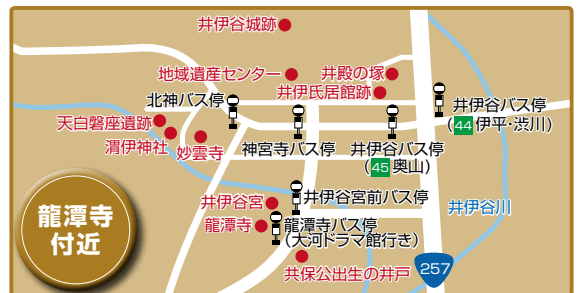 井伊谷城跡
地域遺産センター
井殿の塚
北神バス停
井伊氏居館跡
井伊谷バス停
(44 伊平・渋川)
天白磐座遺跡
渭伊神社
妙雲寺
神宮寺バス停
井伊谷バス停
(45 奥山)
井伊谷宮
井伊谷宮前バス停
井伊谷川
龍潭寺
付近
龍潭寺
龍潭寺バス停
(大河ドラマ館行き)
共保公出生の井戸
257